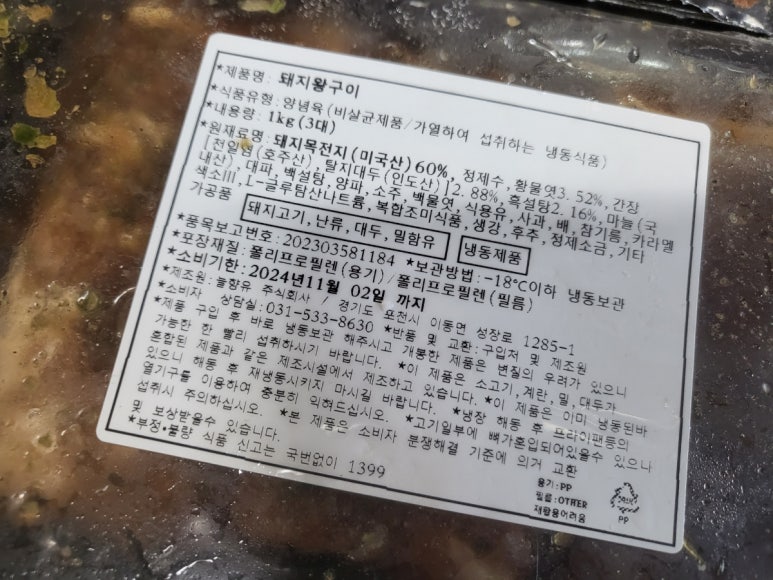 *제품명: 돼지왕구이
*식품유형: 양념육(비살균제품/가열하여 섭취하는 냉동식품)
*내용량: 1kg(3대)
*원재료명: 돼지목전지(미국산)60%, 정제수, 황물엿3.52%, 간장
[천일염(호주산), 탈지대두(인도산)]2.88%, 흑설탕2.16%, 마늘(국
내산), 대파, 백설탕, 양파, 소주, 백물엿, 식용유, 사과, 배, 참기름, 카라멜
색소III, L-글루탐산나트륨, 복합조미식품, 생강, 후추, 정제소금, 기타
가공품
돼지고기, 난류, 대두, 밀함유
냉동제품
*품목보고번호: 202303581184 *보관방법: -18℃이하 냉동보관
*포장재질: 폴리프로필렌(용기)/폴리프로필렌(필름)
*소비기한: 2024년11월 02일 까지
*제조원: 늘향유 주식회사 / 경기도 포천시 이동면 성장로 1285-1
*소비자 상담실:031-533-8630 *반품 및 교환:구입처 및 제조원
*제품 구입 후 바로 냉동보관 해주시고 개봉한 제품은 변질의 우려가 있으니
가능한 한 빨리 섭취하시기 바랍니다. *이 제품은 소고기,계란,밀,대두가
혼합된 제품과 같은 제조시설에서 제조하고 있습니다. *이 제품은 이미 냉동된바
있으니 해동 후 재냉동시키지 마시길 바랍니다. *냉장 해동 후 프라이팬등의
열기구를 이용하여 충분히 익혀드십시오. *고기일부에 뼈가혼입되어있을수 있으니
섭취시 주의하십시오. *본 제품은 소비자 분쟁해결 기준에 의거 교환
및 보상받을수 있습니다.
*부정·불량 식품 신고는 국번없이 1399
용기:PP
필름:OTHER
재활용어려움
PP